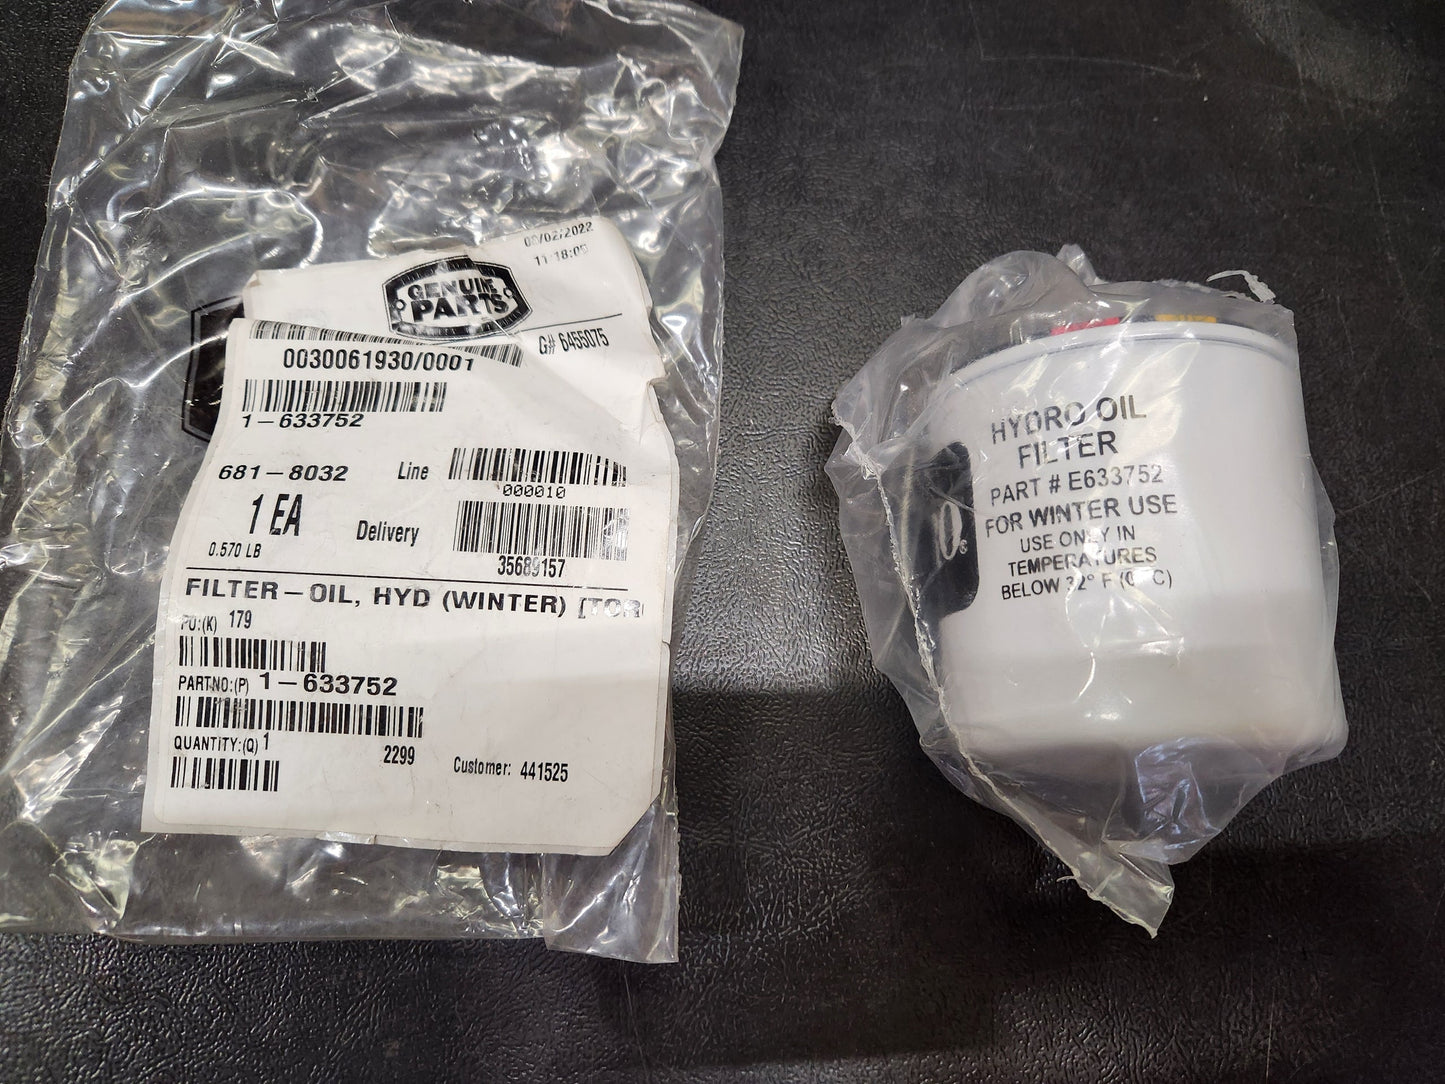 GENUINE
PARTS
G# 6455075
0030061930/0001
1-633752
681-8032 Line
000010
1 EA
Delivery
0.570 LB
35689157
FILTER-OIL, HYD (WINTER)
PO:(K) 179
PARTNO:(P) 1-633752
QUANTITY:(Q) 1
2299
Customer: 441525
HYDRO OIL
FILTER
PART # E633752
FOR WINTER USE
USE ONLY IN
TEMPERATURES
BELOW 32° F